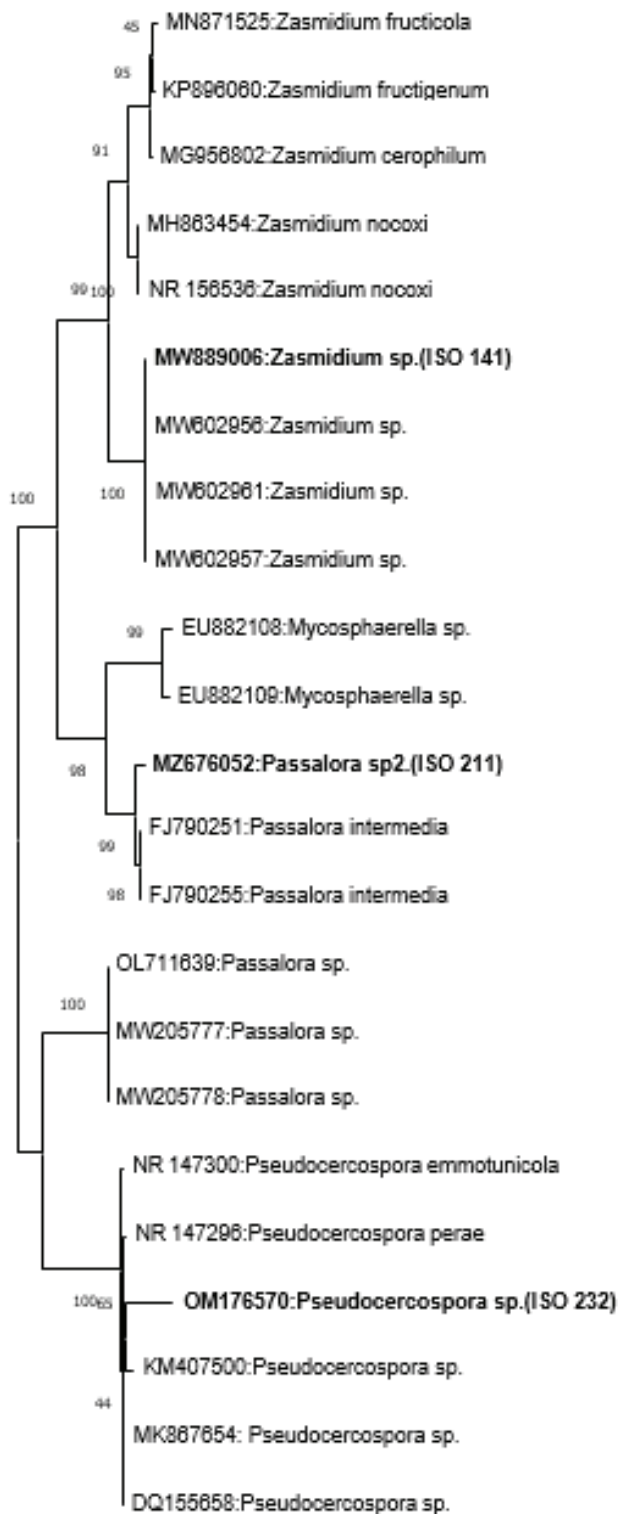 45
MN871525:Zasmidium fructicola
95
KP896060:Zasmidium fructigenum
91
MG956802:Zasmidium cerophilum
MH863454:Zasmidium nocoxi
99 100
NR 156536:Zasmidium nocoxi
MW889006:Zasmidium sp.(ISO 141)
MW602956:Zasmidium sp.
100
100
MW602961:Zasmidium sp.
MW602957:Zasmidium sp.
99
EU882108:Mycosphaerella sp.
EU882109:Mycosphaerella sp.
98
MZ676052:Passalora sp2.(ISO 211)
FJ790251:Passalora intermedia
99
98
FJ790255:Passalora intermedia
OL711639:Passalora sp.
100
MW205777:Passalora sp.
MW205778:Passalora sp.
NR 147300:Pseudocercospora emmotunicola
NR 147296:Pseudocercospora perae
100 65
OM176570:Pseudocercospora sp.(ISO 232)
KM407500:Pseudocercospora sp.
44
MK867654: Pseudocercospora sp.
DQ155658:Pseudocercospora sp.